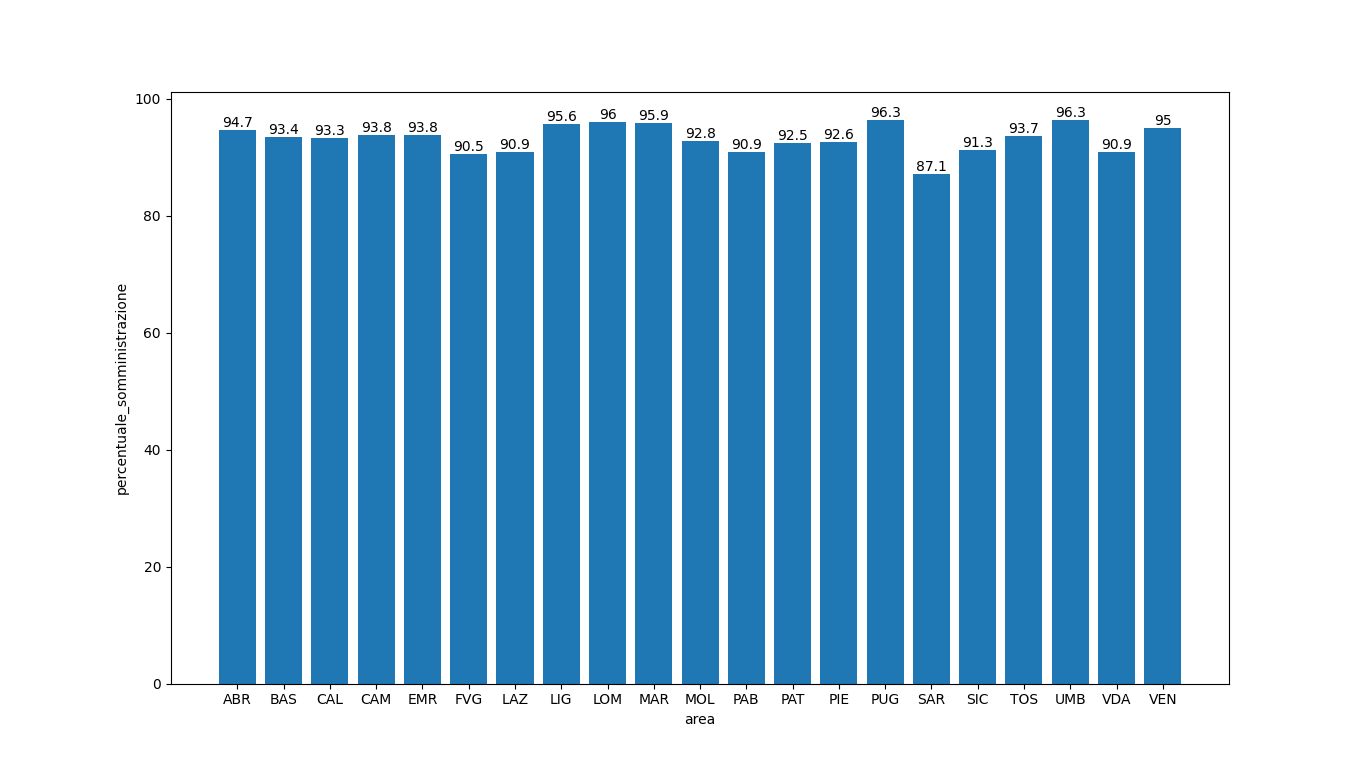 percentuale_somministrazione
100
80
60
40
20
0
94.7 93.4 93.3 93.8 93.8 90.5 90.9 95.6 96 95.9 92.8 90.9 92.5 92.6 96.3 87.1 91.3 93.7 96.3 90.9 95
ABR BAS CAL CAM EMR FVG LAZ LIG LOM MAR MOL PAB PAT PIE PUG SAR SIC TOS UMB VDA VEN
area